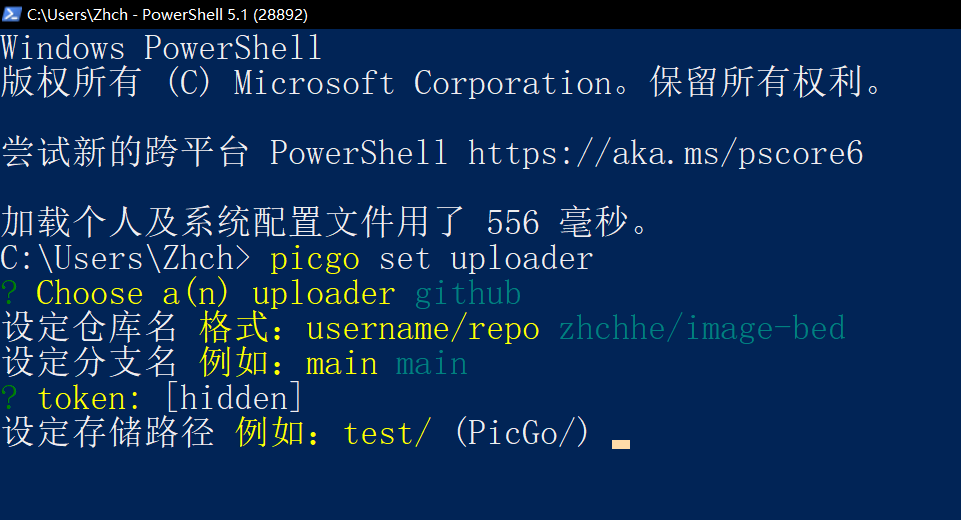 C:\Users\Zhch - PowerShell 5.1 (28892)
Windows PowerShell
版权所有 (C) Microsoft Corporation。保留所有权利。
尝试新的跨平台 PowerShell https://aka.ms/pscore6
加载个人及系统配置文件用了 556 毫秒。
C:\Users\Zhch> picgo set uploader
? Choose a(n) uploader github
设定仓库名 格式：username/repo zhchhe/image-bed
设定分支名 例如：main main
? token: [hidden]
设定存储路径 例如：test/ (PicGo/)